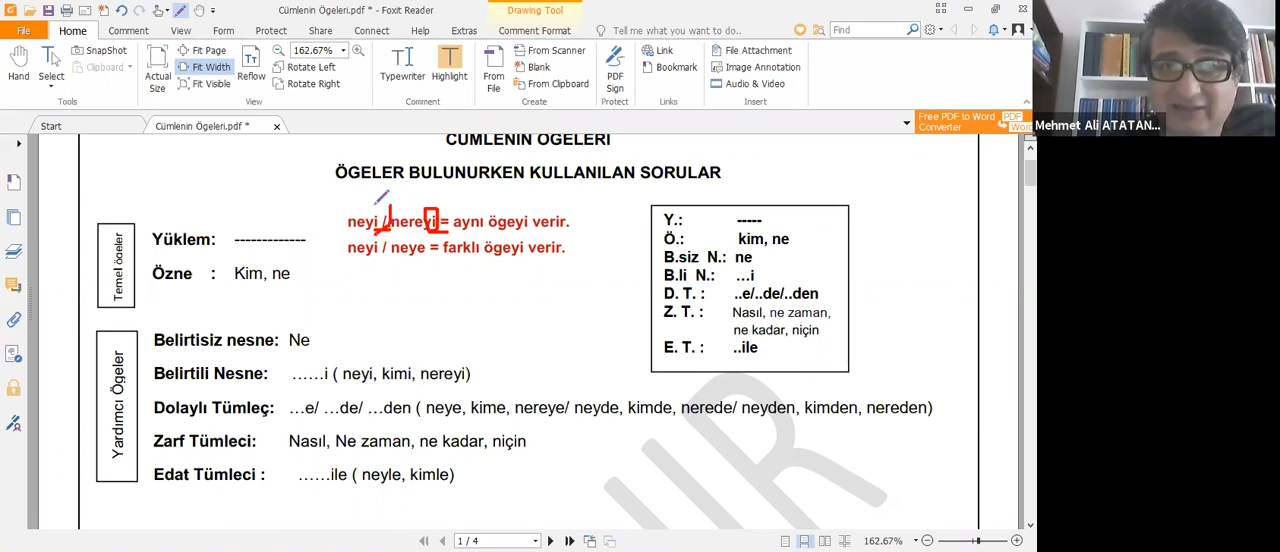 Cümlenin Ögeleri.pdf * - Foxit Reader
Drawing Tool
File Home Comment View Form Protect Share Connect Help Extras Comment Format Tell me what you want to do.. Find
Hand
Select
SnapShot
Clipboard
Tools
Actual Size
Fit Page
Fit Width
Fit Visible
Reflow
162.67%
Rotate Left
Rotate Right
View
Typewriter
Highlight
Comment
From File
From Scanner
Blank
From Clipboard
Create
PDF Sign
Protect
Link
Bookmark
Links
File Attachment
Image Annotation
Audio & Video
Insert
Mehmet Ali ATATAN...
Start
Cümlenin Ögeleri.pdf *
Free PDF to Word Converter
PDF
Word
CÜMLENİN ÖGELERİ
ÖGELER BULUNURKEN KULLANILAN SORULAR
Temel ögeler
Yüklem: -------------
Özne : Kim, ne
neyi / nereyi = aynı ögeyi verir.
neyi / neye = farklı ögeyi verir.
Y.: -----
Ö.: kim, ne
B.siz N.: ne
B.li N.: ...i
D. T. : ..e/..de/..den
Z. T. : Nasıl, ne zaman,
ne kadar, niçin
E. T. : ..ile
Yardımcı Ögeler
Belirtisiz nesne: Ne
Belirtili Nesne: ……i ( neyi, kimi, nereyi)
Dolaylı Tümleç: …e/ …de/ …den ( neye, kime, nereye/ neyde, kimde, nerede/ neyden, kimden, nereden)
Zarf Tümleci: Nasıl, Ne zaman, ne kadar, niçin
Edat Tümleci : ……ile ( neyle, kimle)
UR
1 / 4
162.67%